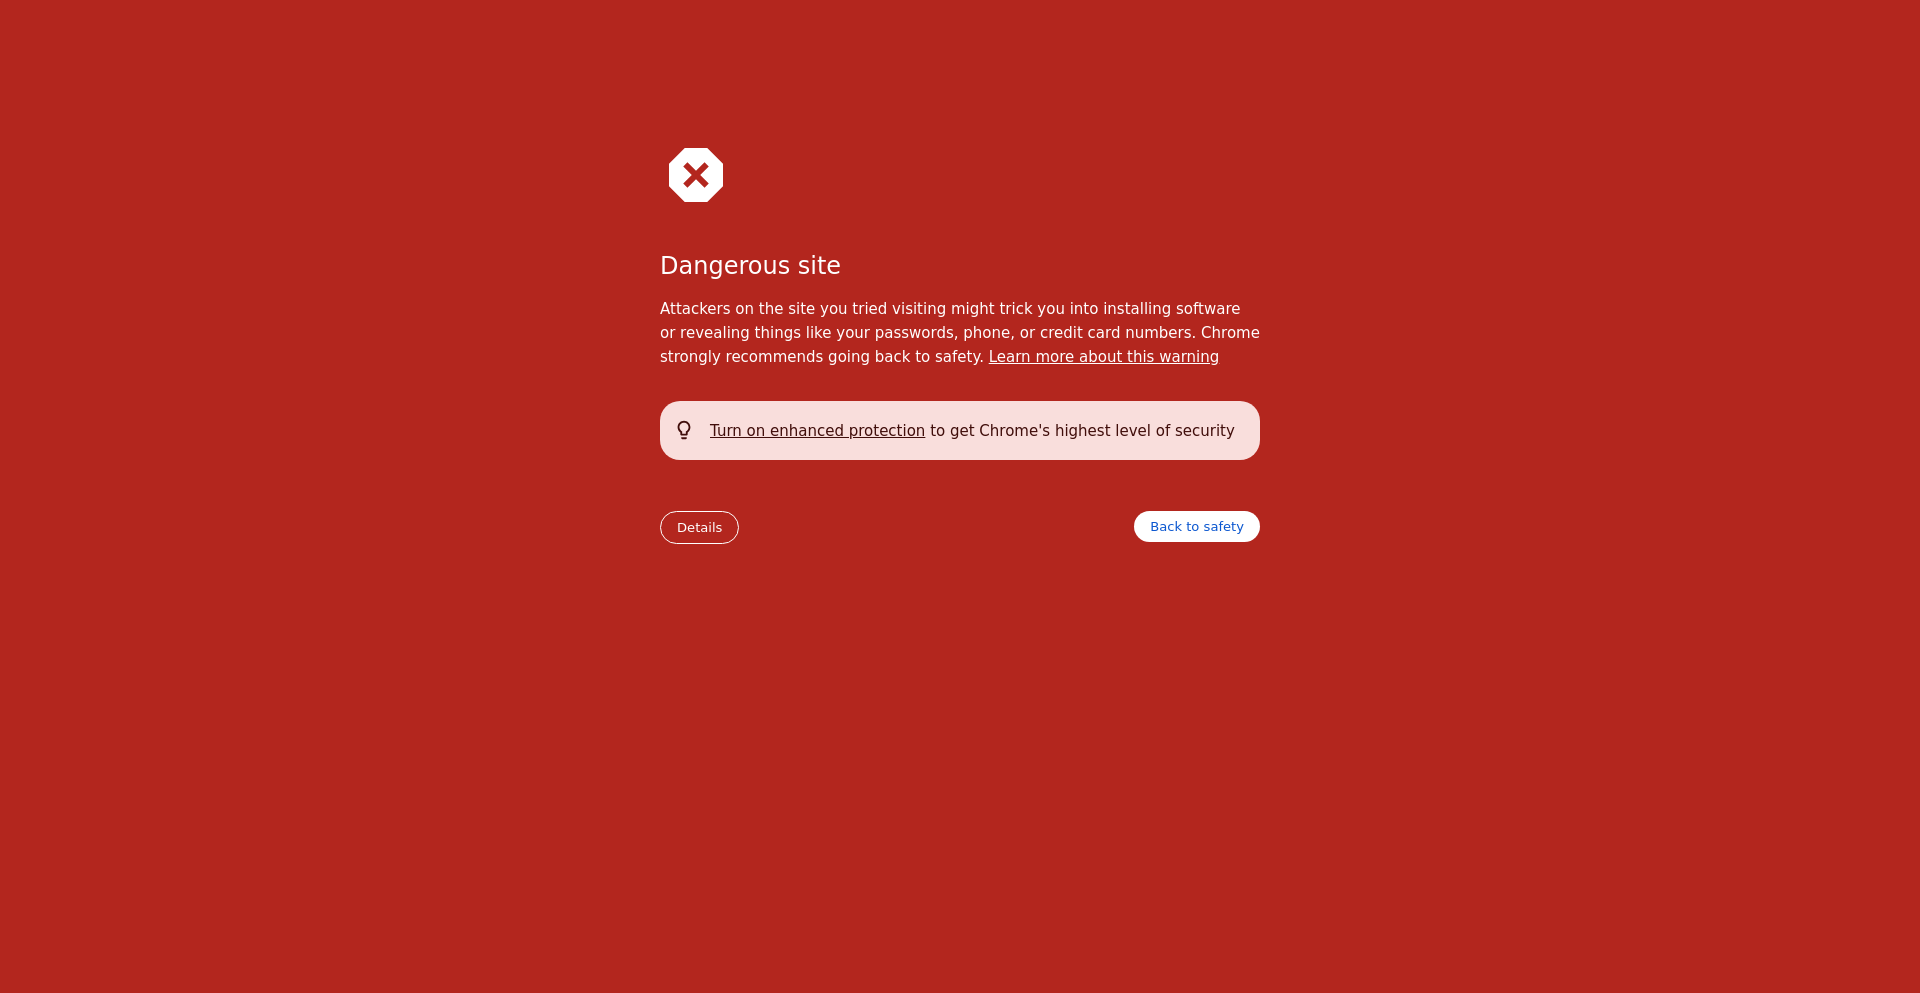 Dangerous site
Attackers on the site you tried visiting might trick you into installing software
or revealing things like your passwords, phone, or credit card numbers. Chrome
strongly recommends going back to safety. Learn more about this warning
Turn on enhanced protection to get Chrome's highest level of security
Details
Back to safety